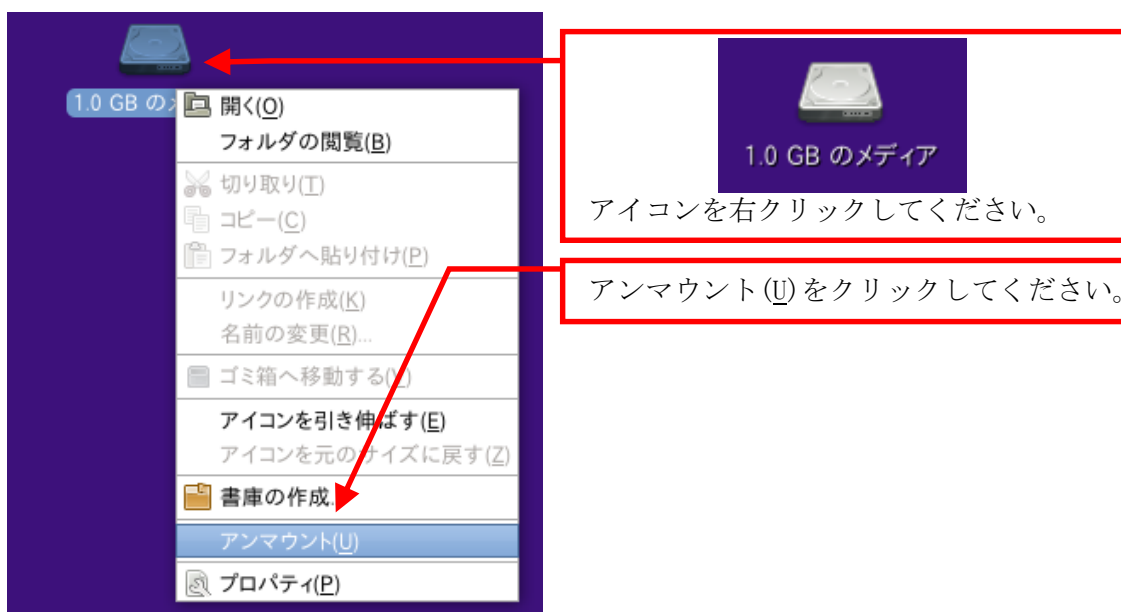 1.0 GB のメ
開く(O)
フォルダの閲覧(B)
切り取り(T)
コピー(C)
フォルダへ貼り付け(P)
リンクの作成(K)
名前の変更(R)...
ゴミ箱へ移動する(V)
アイコンを引き伸ばす(E)
アイコンを元のサイズに戻す(Z)
書庫の作成...
アンマウント(U)
プロパティ(P)
1.0 GB のメディア
アイコンを右クリックしてください。
アンマウント(U)をクリックしてください。